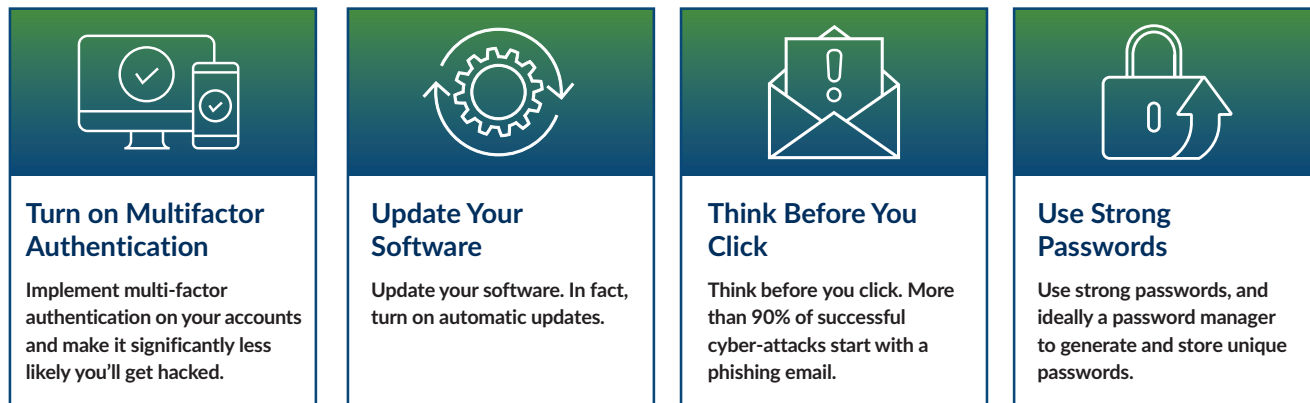 Turn on Multifactor
Authentication
Implement multi-factor
authentication on your accounts
and make it significantly less
likely you'll get hacked.
Update Your
Software
Update your software. In fact,
turn on automatic updates.
Think Before You
Click
Think before you click. More
than 90% of successful
cyber-attacks start with a
phishing email.
Use Strong
Passwords
Use strong passwords, and
ideally a password manager
to generate and store unique
passwords.